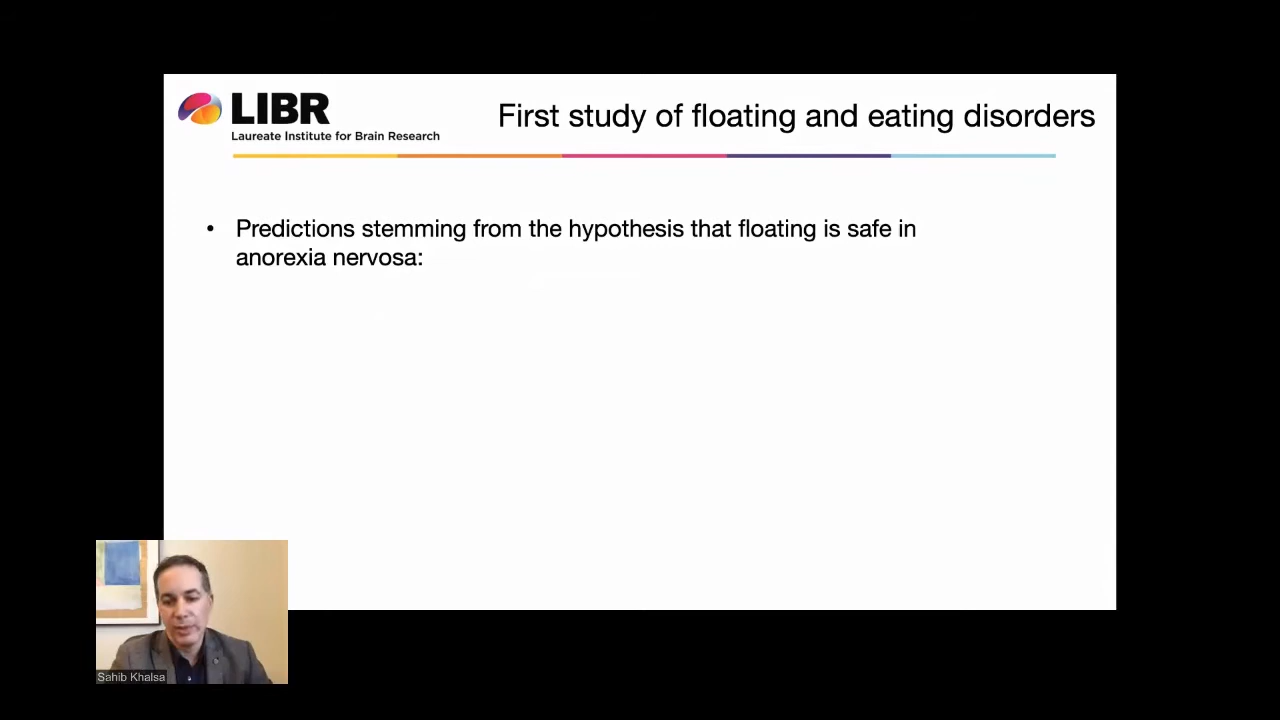 LIBR
Laureate Institute for Brain Research
First study of floating and eating disorders
• Predictions stemming from the hypothesis that floating is safe in
anorexia nervosa:
Sahib Khalsa